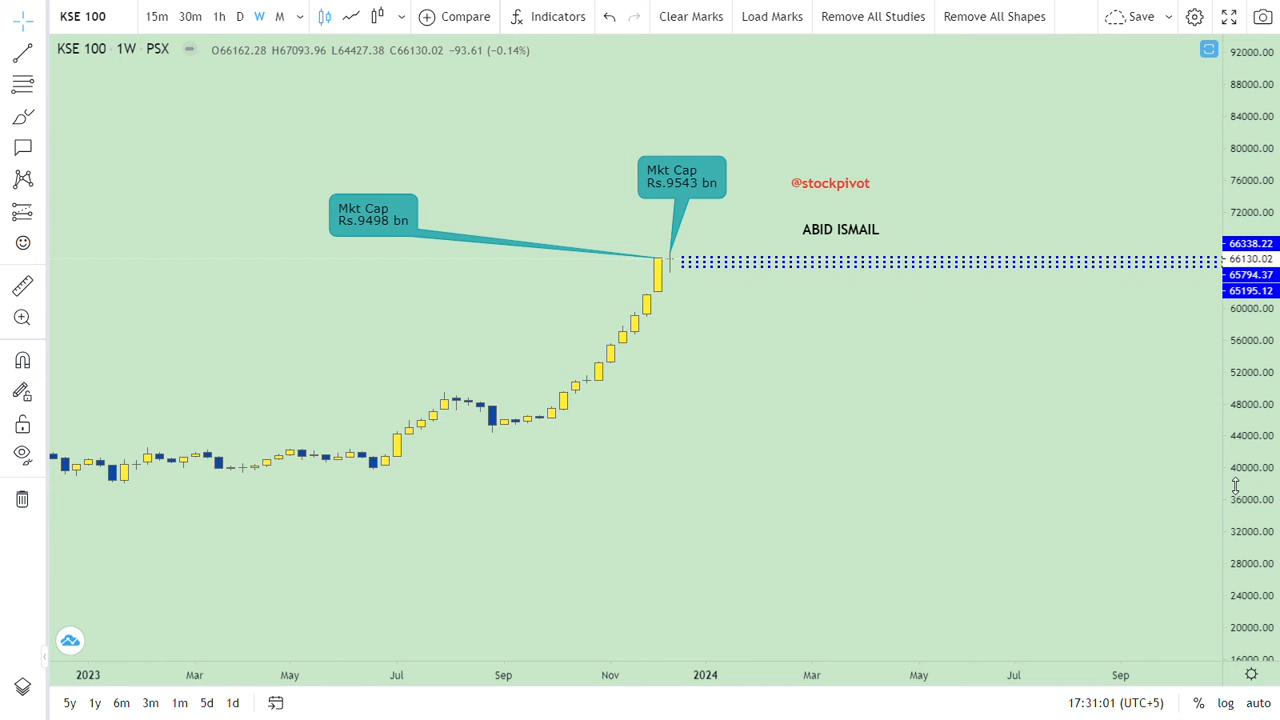 KSE 100 15m 30m 1h D W M Compare Indicators Clear Marks Load Marks Remove All Studies Remove All Shapes Save
KSE 100 · 1W · PSX O66162.28 H67093.96 L64427.38 C66130.02 −93.61 (−0.14%)
92000.00
88000.00
84000.00
80000.00
76000.00
72000.00
66338.22
66130.02
65794.37
65195.12
60000.00
56000.00
52000.00
48000.00
44000.00
40000.00
36000.00
32000.00
28000.00
24000.00
20000.00
16000.00
Mkt Cap
Rs.9543 bn
@stockpivot
Mkt Cap
Rs.9498 bn
ABID ISMAIL
2023 Mar May Jul Sep Nov 2024 Mar May Jul Sep
5y 1y 6m 3m 1m 5d 1d 17:31:01 (UTC+5) % log auto